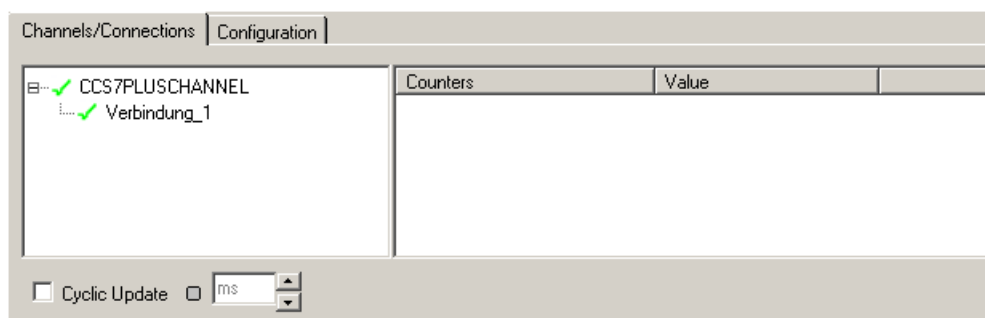 Channels/Connections Configuration
CCS7PLUSCHANNEL Counters Value
Verbindung_1
Cyclic Update ms